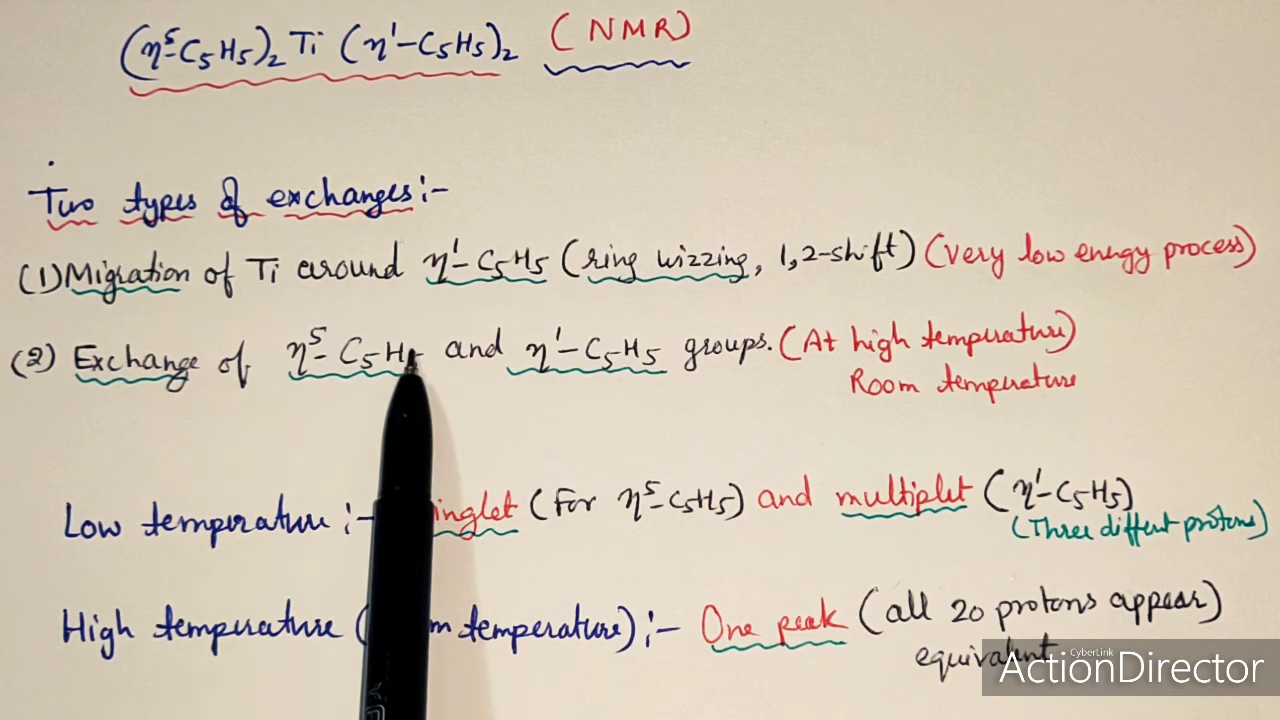 (η⁵-C₅H₅)₂ Ti (η¹-C₅H₅)₂ (NMR)
Two types of exchanges:-
(1) Migration of Ti around η¹-C₅H₅ (ring wizzing, 1,2-shift) (Very low energy process)
(2) Exchange of η⁵-C₅H and η¹-C₅H₅ groups. (At high temperature)
Room temperature
Low temperature:- inglet (For η⁵-C₅H₅) and multiplet (η¹-C₅H₅)
(Three diffent protons)
High temperature ( m temperature):- One peak (all 20 protons appear)
equivalent
CyberLink
ActionDirector